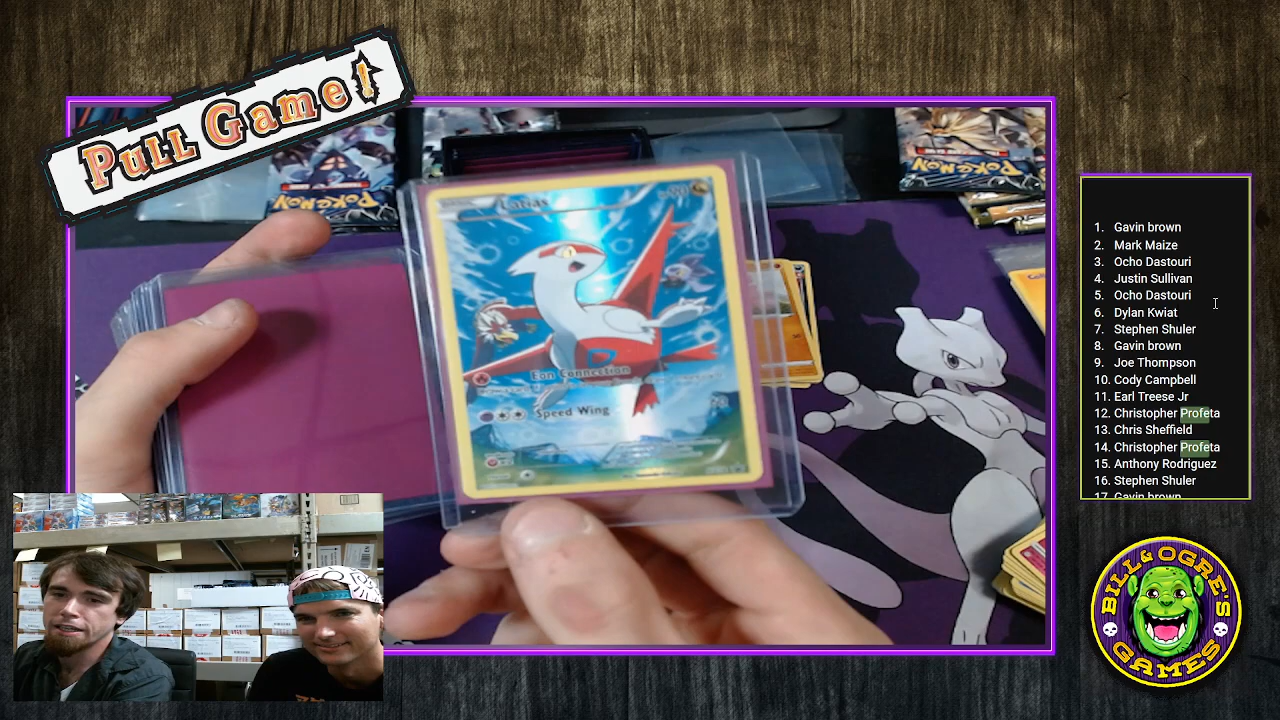 PULL Game!
POKÉMON
POKÉMON
Latias
Eon Connection
Speed Wing
1. Gavin brown
2. Mark Maize
3. Ocho Dastouri
4. Justin Sullivan
5. Ocho Dastouri
6. Dylan Kwiat
7. Stephen Shuler
8. Gavin brown
9. Joe Thompson
10. Cody Campbell
11. Earl Treese Jr
12. Christopher Profeta
13. Chris Sheffield
14. Christopher Profeta
15. Anthony Rodriguez
16. Stephen Shuler
17. Gavin brown
BILL & OGRE'S
GAMES